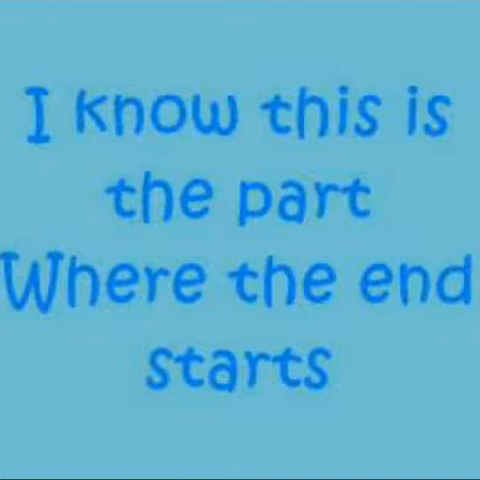 I know this is
the part
Where the end
starts